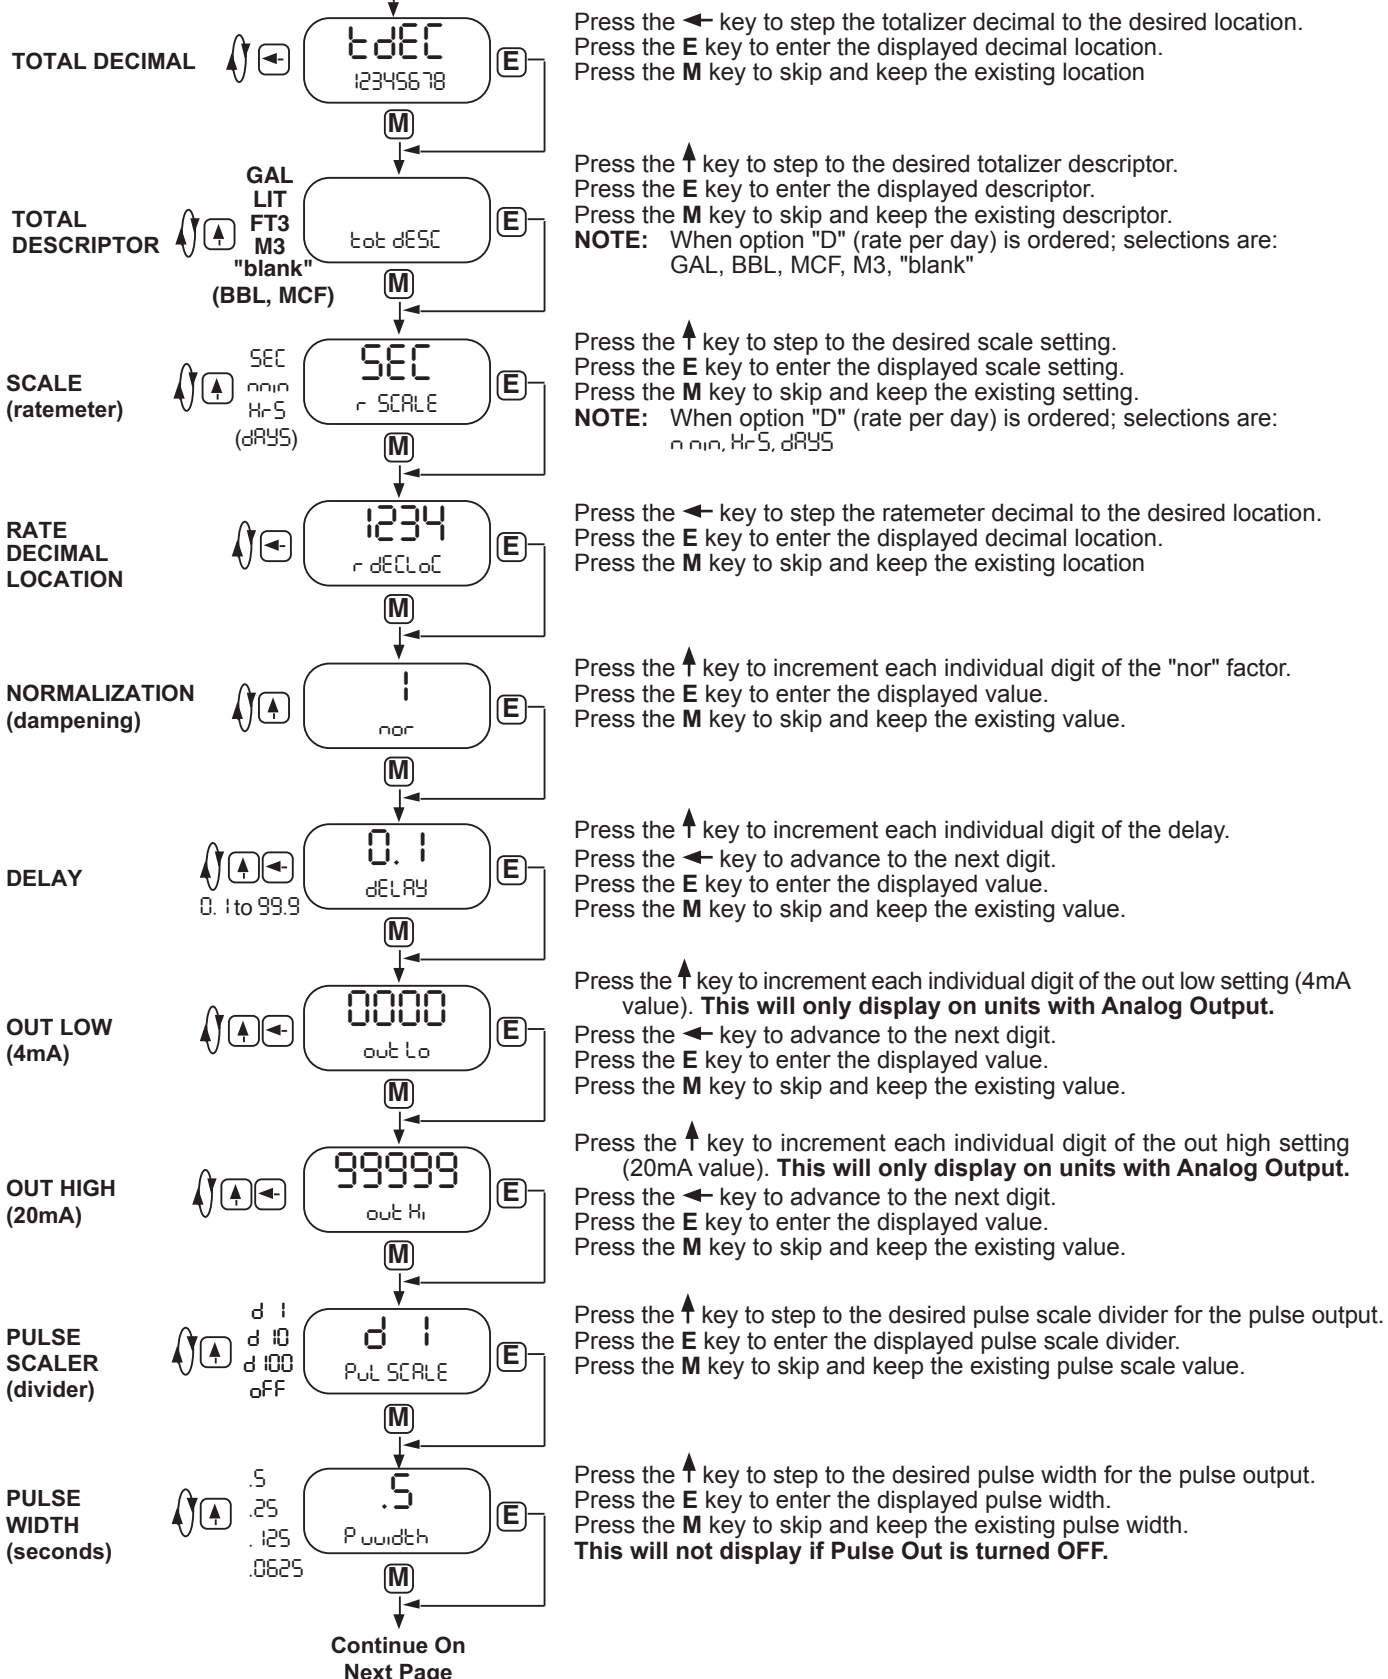 TOTAL DECIMAL
tdEC
12345678
E
M
Press the key to step the totalizer decimal to the desired location.
Press the E key to enter the displayed decimal location.
Press the M key to skip and keep the existing location
TOTAL
DESCRIPTOR
GAL
LIT
FT3
M3
"blank"
(BBL, MCF)
tot dESC
E
M
Press the key to step to the desired totalizer descriptor.
Press the E key to enter the displayed descriptor.
Press the M key to skip and keep the existing descriptor.
NOTE: When option "D" (rate per day) is ordered; selections are:
GAL, BBL, MCF, M3, "blank"
SCALE
(ratemeter)
SEC
min
HrS
(dAYS)
SEC
r SCALE
E
M
Press the key to step to the desired scale setting.
Press the E key to enter the displayed scale setting.
Press the M key to skip and keep the existing setting.
NOTE: When option "D" (rate per day) is ordered; selections are:
min, HrS, dAYS
RATE
DECIMAL
LOCATION
1234
r dECLoC
E
M
Press the key to step the ratemeter decimal to the desired location.
Press the E key to enter the displayed decimal location.
Press the M key to skip and keep the existing location
NORMALIZATION
(dampening)
1
nor
E
M
Press the key to increment each individual digit of the "nor" factor.
Press the E key to enter the displayed value.
Press the M key to skip and keep the existing value.
DELAY
0.1 to 99.9
0.1
dELAY
E
M
Press the key to increment each individual digit of the delay.
Press the key to advance to the next digit.
Press the E key to enter the displayed value.
Press the M key to skip and keep the existing value.
OUT LOW
(4mA)
0000
out Lo
E
M
Press the key to increment each individual digit of the out low setting (4mA
value). This will only display on units with Analog Output.
Press the key to advance to the next digit.
Press the E key to enter the displayed value.
Press the M key to skip and keep the existing value.
OUT HIGH
(20mA)
99999
out Hi
E
M
Press the key to increment each individual digit of the out high setting
(20mA value). This will only display on units with Analog Output.
Press the key to advance to the next digit.
Press the E key to enter the displayed value.
Press the M key to skip and keep the existing value.
PULSE
SCALER
(divider)
d 1
d 10
d 100
oFF
d 1
PuL SCALE
E
M
Press the key to step to the desired pulse scale divider for the pulse output.
Press the E key to enter the displayed pulse scale divider.
Press the M key to skip and keep the existing pulse scale value.
PULSE
WIDTH
(seconds)
.5
.25
.125
.0625
.5
P width
E
M
Press the key to step to the desired pulse width for the pulse output.
Press the E key to enter the displayed pulse width.
Press the M key to skip and keep the existing pulse width.
This will not display if Pulse Out is turned OFF.
Continue On
Next Page